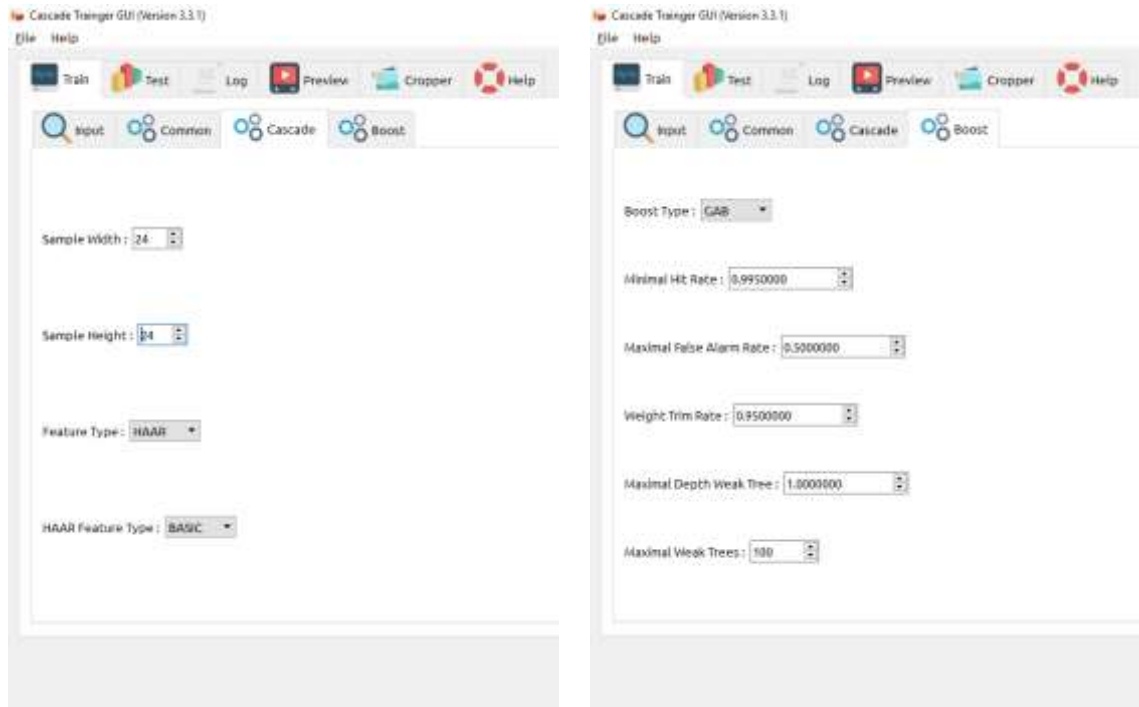 Cascade Trainger GUI (Version 3.3.1)
File Help
Train Test Log Preview Cropper Help
Input Common Cascade Boost
Sample Width : 24
Sample Height : 24
Feature Type : HAAR
HAAR Feature Type : BASIC
Cascade Trainger GUI (Version 3.3.1)
File Help
Train Test Log Preview Cropper Help
Input Common Cascade Boost
Boost Type : GAB
Minimal Hit Rate : 0.9950000
Maximal False Alarm Rate : 0.5000000
Weight Trim Rate : 0.9500000
Maximal Depth Weak Tree : 1.0000000
Maximal Weak Trees : 100